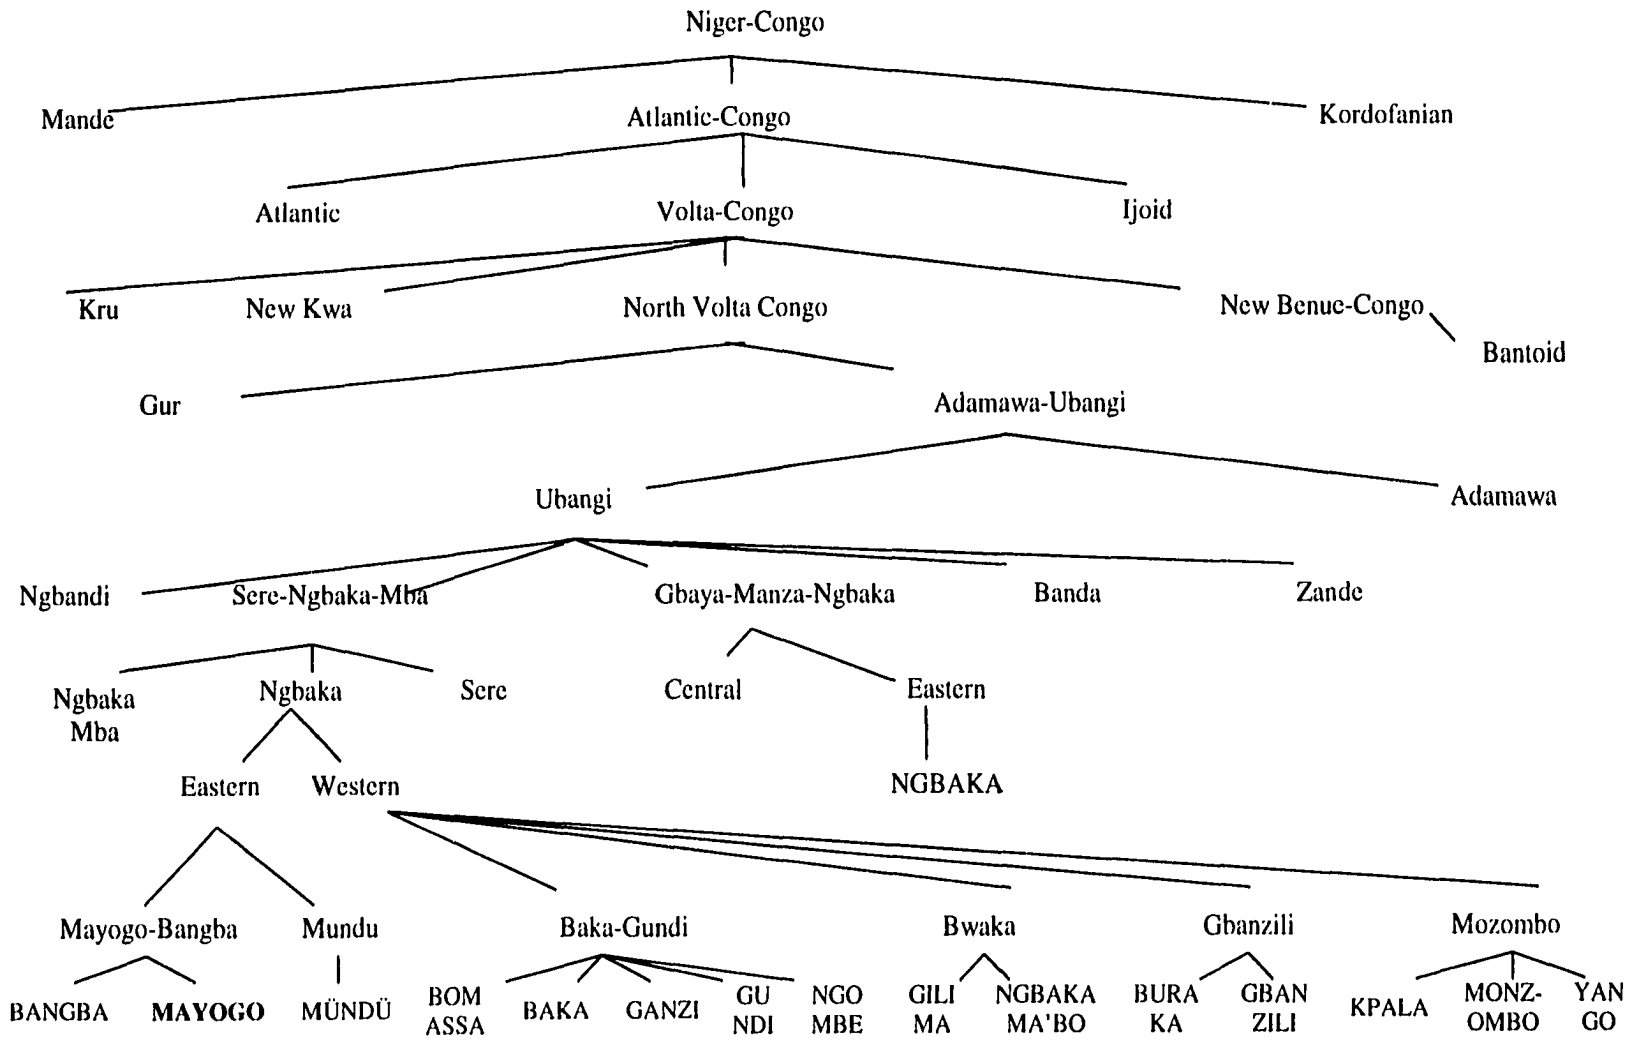 Niger-Congo
Mande Atlantic-Congo Kordofanian
Atlantic Volta-Congo Ijoid
Kru New Kwa North Volta Congo New Benue-Congo
Bantoid
Gur Adamawa-Ubangi
Ubangi Adamawa
Ngbandi Sere-Ngbaka-Mba Gbaya-Manza-Ngbaka Banda Zande
Ngbaka Ngbaka Sere Central Eastern
Mba
Eastern Western NGBAKA
Mayogo-Bangba Mundu Baka-Gundi Bwaka Gbanzili Mozombo
BANGBA MAYOGO MÜNDÜ BOM BAKA GANZI GU NGO GILI NGBAKA BURA GBAN KPALA MONZ- YAN
ASSA NDI MBE MA MA'BO KA ZILI OMBO GO